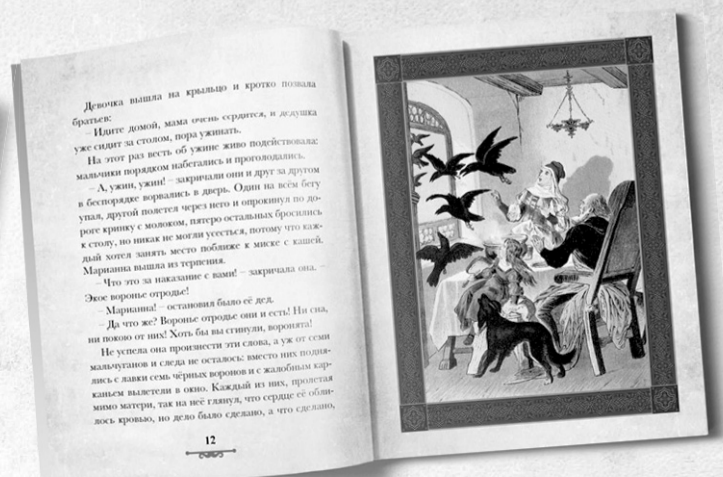 Девочка вышла на крыльцо и кротко позвала
братьев:
– Идите домой, мама очень сердится, и дедушка
уже сидит за столом, пора ужинать.
На этот раз весть об ужине живо подействовала:
мальчики порядком набегались и проголодались.
– А, ужин, ужин! – закричали они и друг за другом
в беспорядке ворвались в дверь. Один на всём бегу
упал, другой полетел через него и опрокинул по до-
роге кринку с молоком, пятеро остальных бросились
к столу, но никак не могли усесться, потому что каж-
дый хотел занять место поближе к миске с кашей.
Марианна вышла из терпения.
– Что это за наказание с вами! – закричала она. –
Экое воронье отродье!
– Марианна! – остановил было её дед.
– Да что же? Воронье отродье они и есть! Ни сна,
ни покою от них! Хоть бы вы сгинули, воронята!
Не успела она произнести эти слова, а уж от семи
мальчуганов и следа не осталось: вместо них подня-
лись с лавки семь чёрных воронов и с жалобным кар-
каньем вылетели в окно. Каждый из них, пролетая
мимо матери, так на неё глянул, что сердце её обли-
лось кровью, но дело было сделано, а что сделано,
12